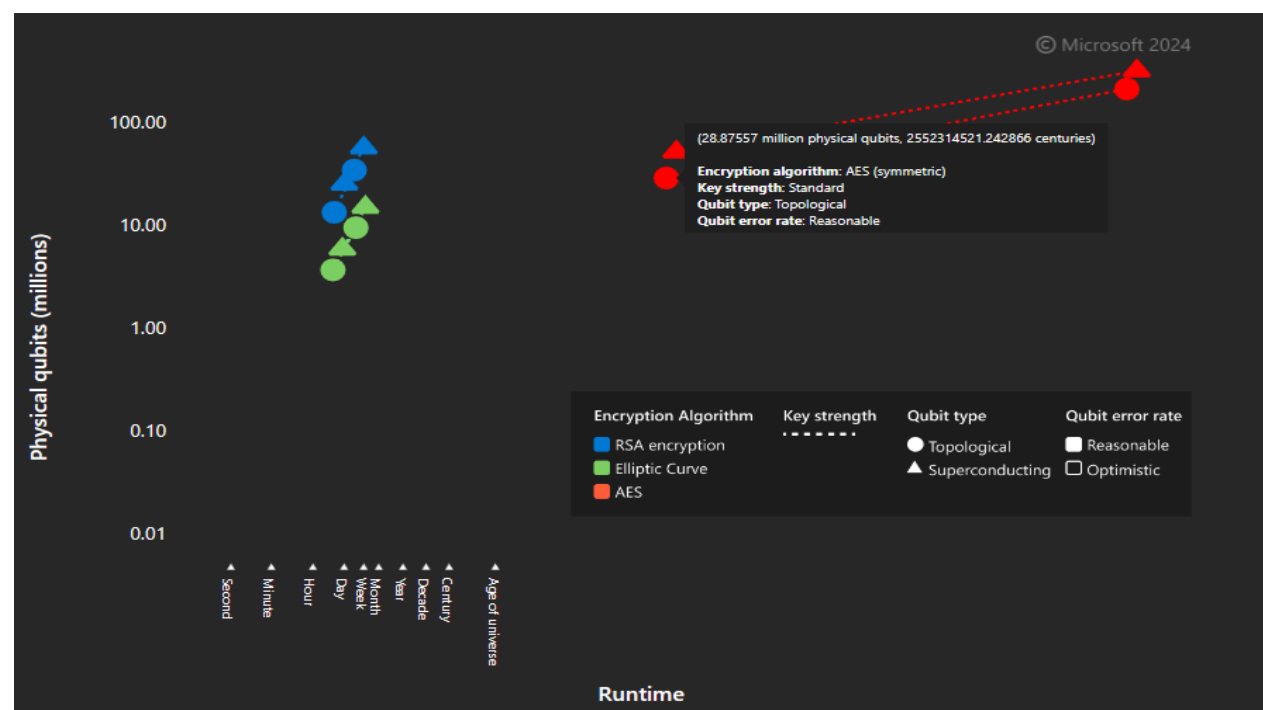 © Microsoft 2024
100.00
(28.87557 million physical qubits, 2552314521.242866 centuries)
Encryption algorithm: AES (symmetric)
Key strength: Standard
Qubit type: Topological
Qubit error rate: Reasonable
10.00
1.00
0.10
0.01
Physical qubits (millions)
Encryption Algorithm
RSA encryption
Elliptic Curve
AES
Key strength
Qubit type
Topological
Superconducting
Qubit error rate
Reasonable
Optimistic
Second
Minute
Hour
Day
Week
Month
Year
Decade
Century
Age of universe
Runtime